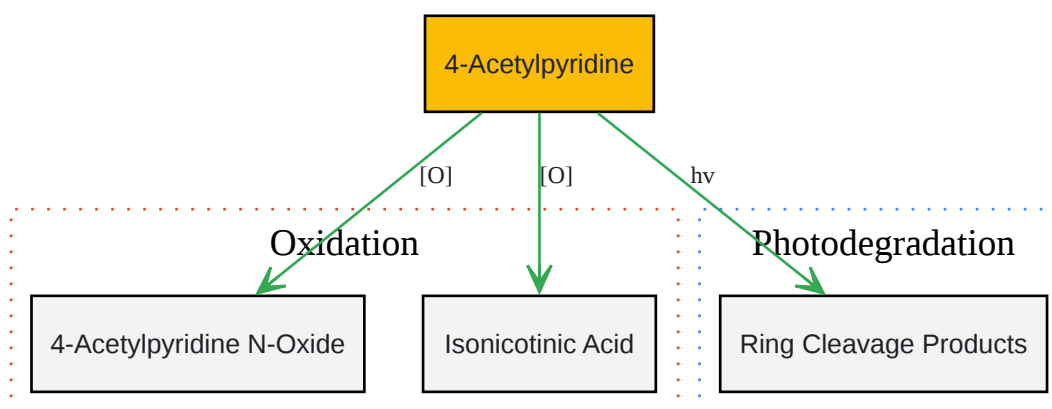 4-Acetylpyridine
[O]
[O]
hv
Oxidation
Photodegradation
4-Acetylpyridine N-Oxide
Isonicotinic Acid
Ring Cleavage Products